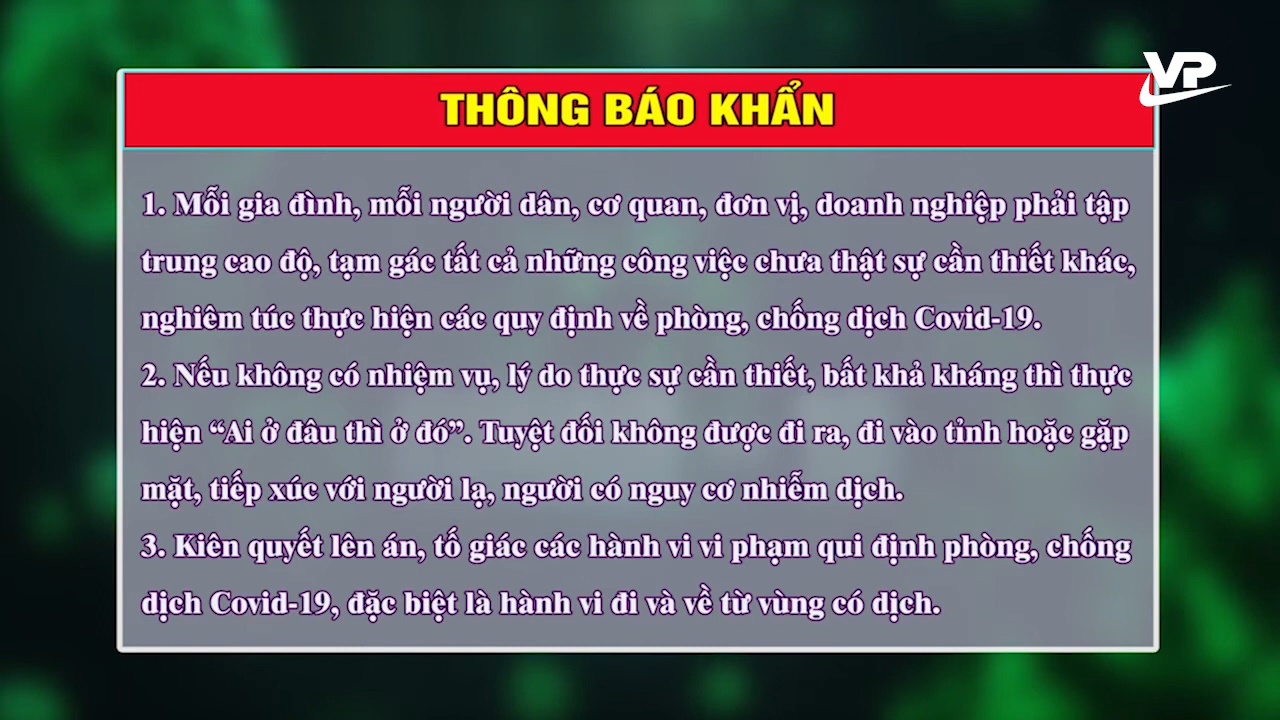 VP
THÔNG BÁO KHẨN
1. Mỗi gia đình, mỗi người dân, cơ quan, đơn vị, doanh nghiệp phải tập
trung cao độ, tạm gác tất cả những công việc chưa thật sự cần thiết khác,
nghiêm túc thực hiện các quy định về phòng, chống dịch Covid-19.
2. Nếu không có nhiệm vụ, lý do thực sự cần thiết, bất khả kháng thì thực
hiện “Ai ở đâu thì ở đó”. Tuyệt đối không được đi ra, đi vào tỉnh hoặc gặp
mặt, tiếp xúc với người lạ, người có nguy cơ nhiễm dịch.
3. Kiên quyết lên án, tố giác các hành vi vi phạm qui định phòng, chống
dịch Covid-19, đặc biệt là hành vi đi và về từ vùng có dịch.